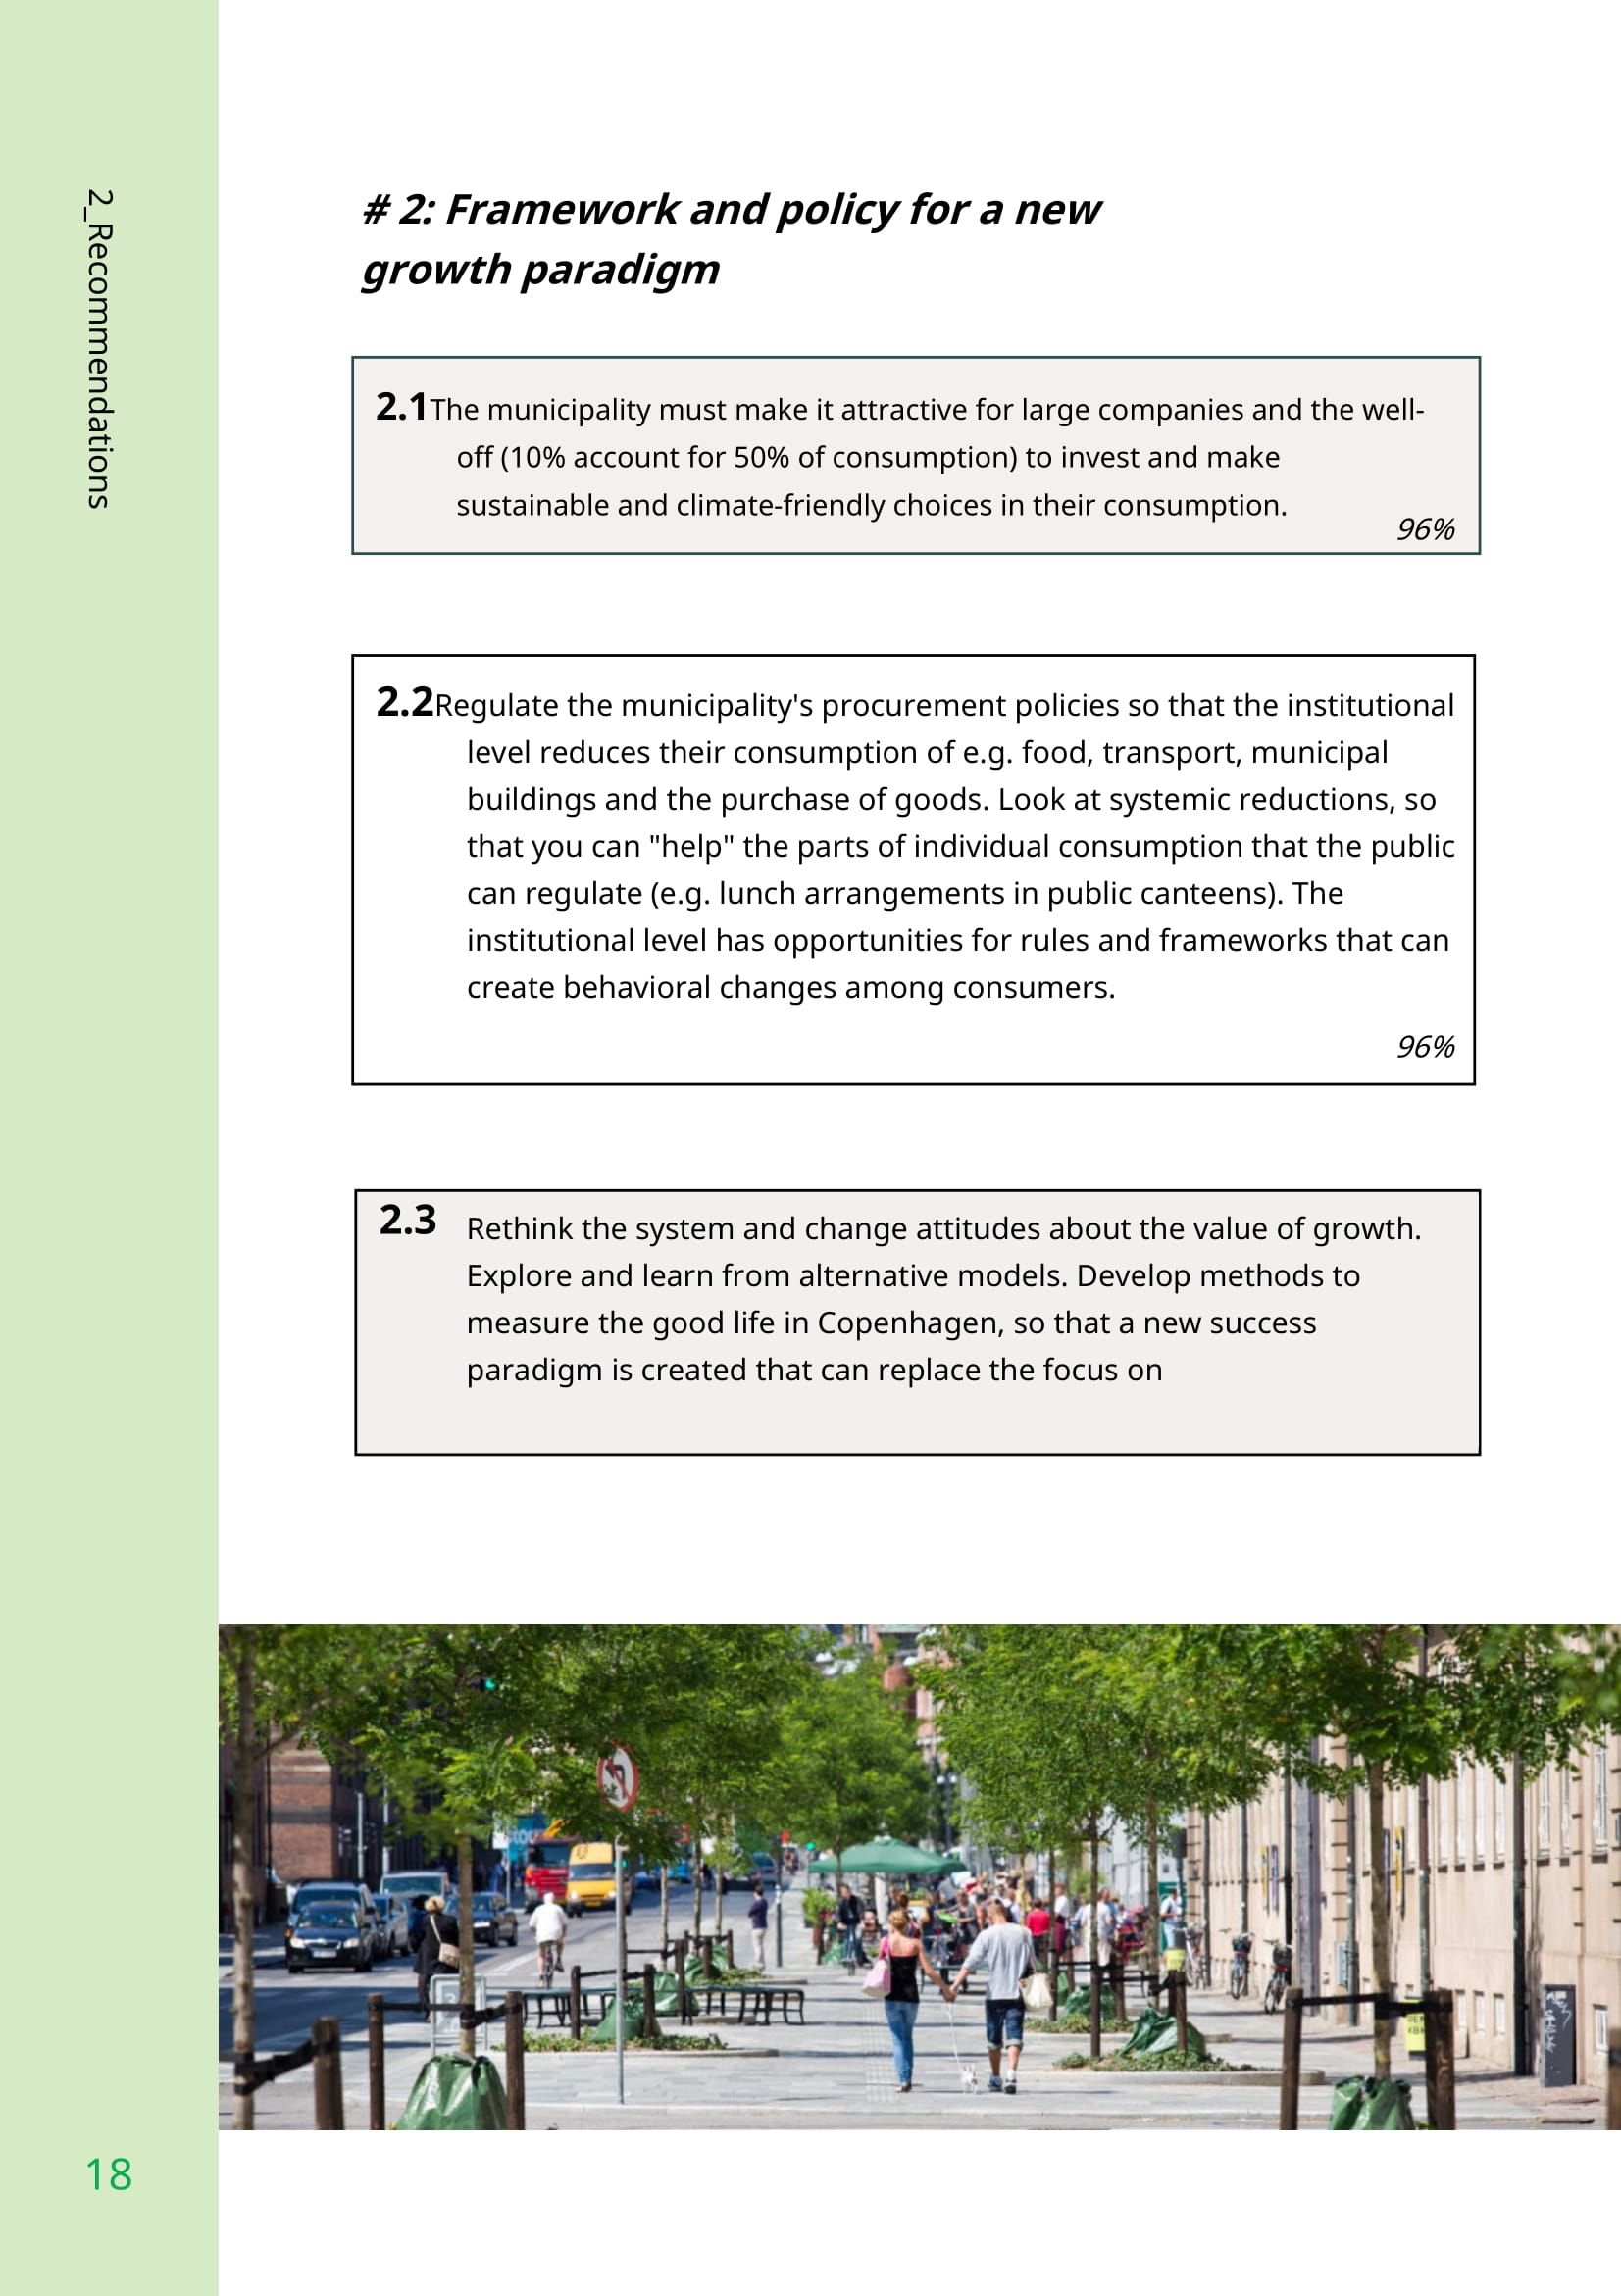 2_Recommendations
# 2: Framework and policy for a new
growth paradigm
2.1The municipality must make it attractive for large companies and the well-
off (10% account for 50% of consumption) to invest and make
sustainable and climate-friendly choices in their consumption.
96%
2.2Regulate the municipality's procurement policies so that the institutional
level reduces their consumption of e.g. food, transport, municipal
buildings and the purchase of goods. Look at systemic reductions, so
that you can "help" the parts of individual consumption that the public
can regulate (e.g. lunch arrangements in public canteens). The
institutional level has opportunities for rules and frameworks that can
create behavioral changes among consumers.
96%
2.3 Rethink the system and change attitudes about the value of growth.
Explore and learn from alternative models. Develop methods to
measure the good life in Copenhagen, so that a new success
paradigm is created that can replace the focus on
18